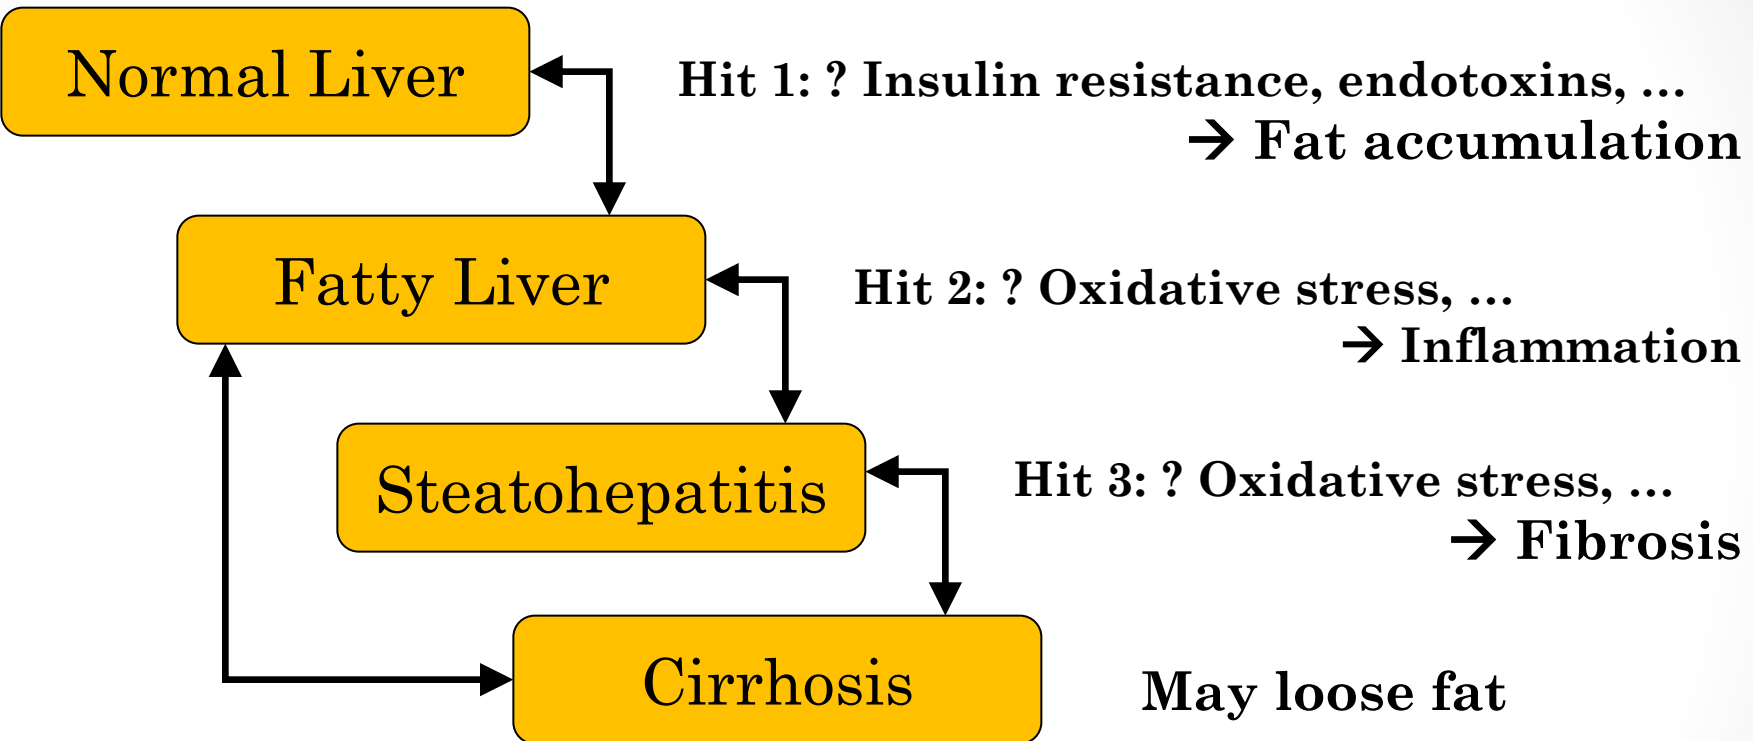 Normal Liver
Hit 1: ? Insulin resistance, endotoxins, ...
→ Fat accumulation
Fatty Liver
Hit 2: ? Oxidative stress, ...
→ Inflammation
Steatohepatitis
Hit 3: ? Oxidative stress, ...
→ Fibrosis
Cirrhosis
May loose fat